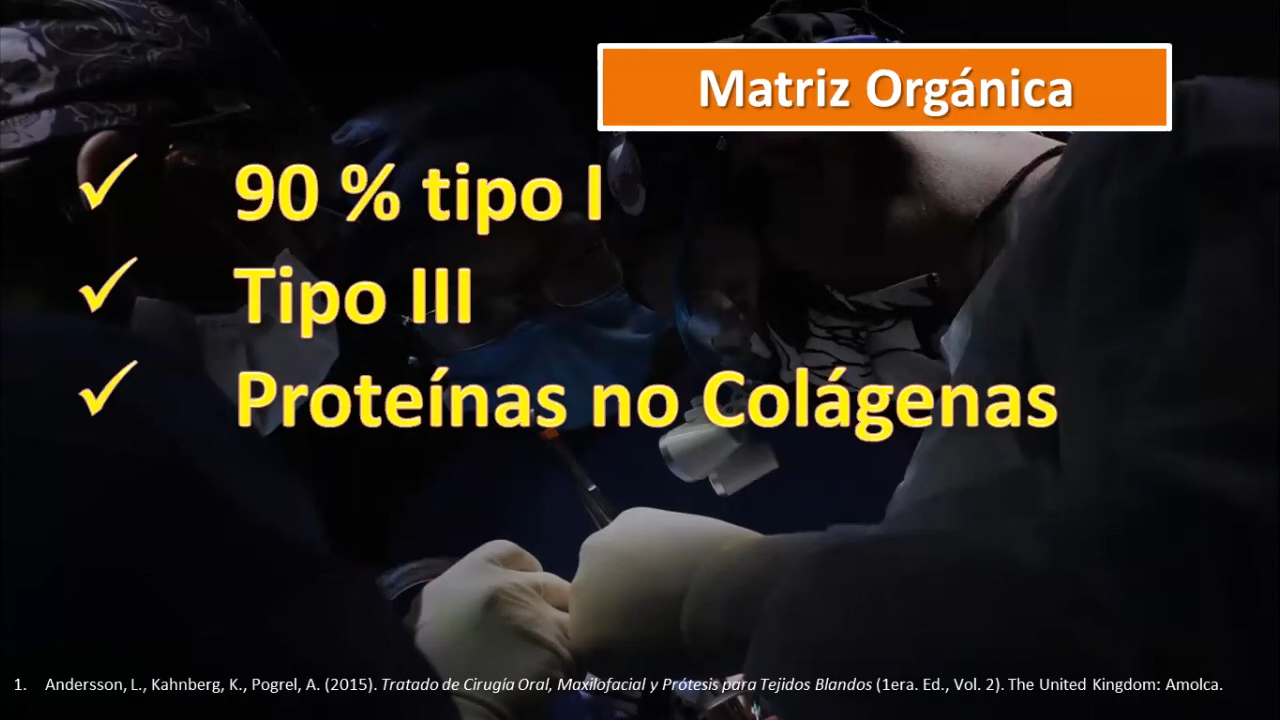 Matriz Orgánica
✓ 90 % tipo I
✓ Tipo III
✓ Proteínas no Colágenas
1. Andersson, L., Kahnberg, K., Pogrel, A. (2015). Tratado de Cirugía Oral, Maxilofacial y Prótesis para Tejidos Blandos (1era. Ed., Vol. 2). The United Kingdom: Amolca.